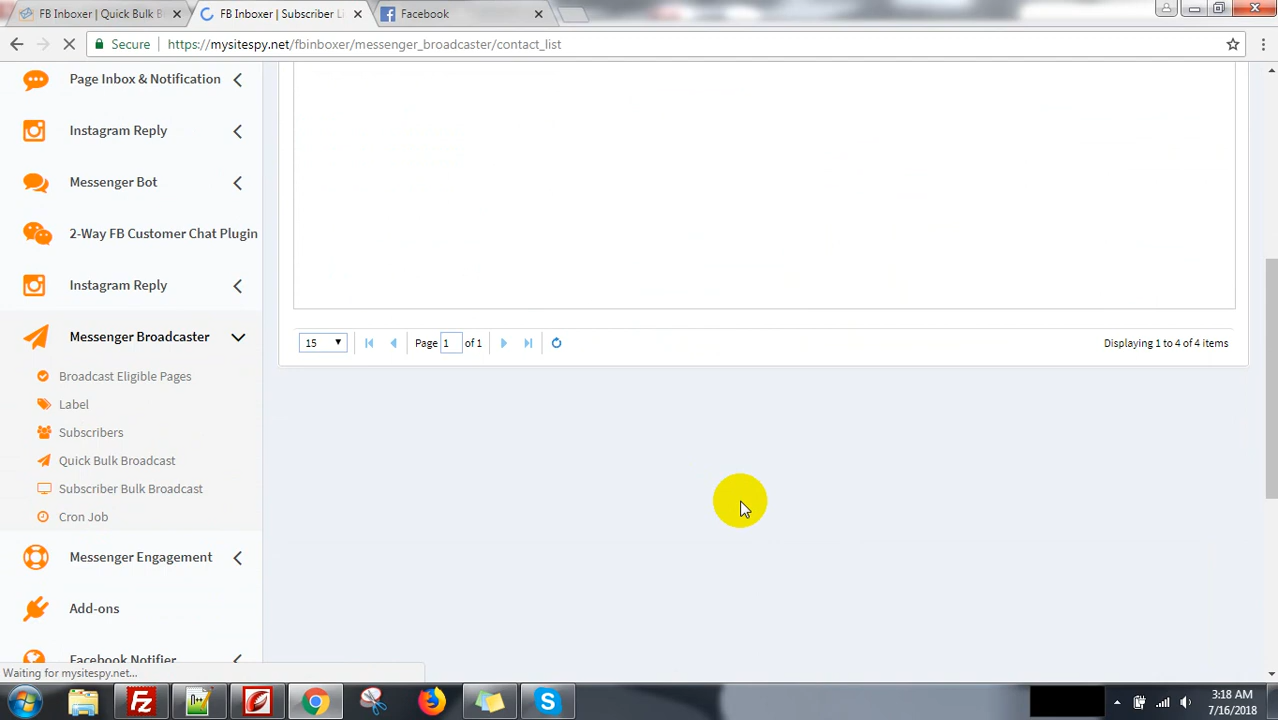 FB Inboxer | Quick Bulk B
FB Inboxer | Subscriber Li
Facebook
Secure
https://mysitespy.net/fbinboxer/messenger_broadcaster/contact_list
Page Inbox & Notification
Instagram Reply
Messenger Bot
2-Way FB Customer Chat Plugin
Instagram Reply
Messenger Broadcaster
Broadcast Eligible Pages
Label
Subscribers
Quick Bulk Broadcast
Subscriber Bulk Broadcast
Cron Job
Messenger Engagement
Add-ons
Facebook Notifier
15 Page 1 of 1 Displaying 1 to 4 of 4 items
Waiting for mysitespy.net...
3:18 AM
7/16/2018